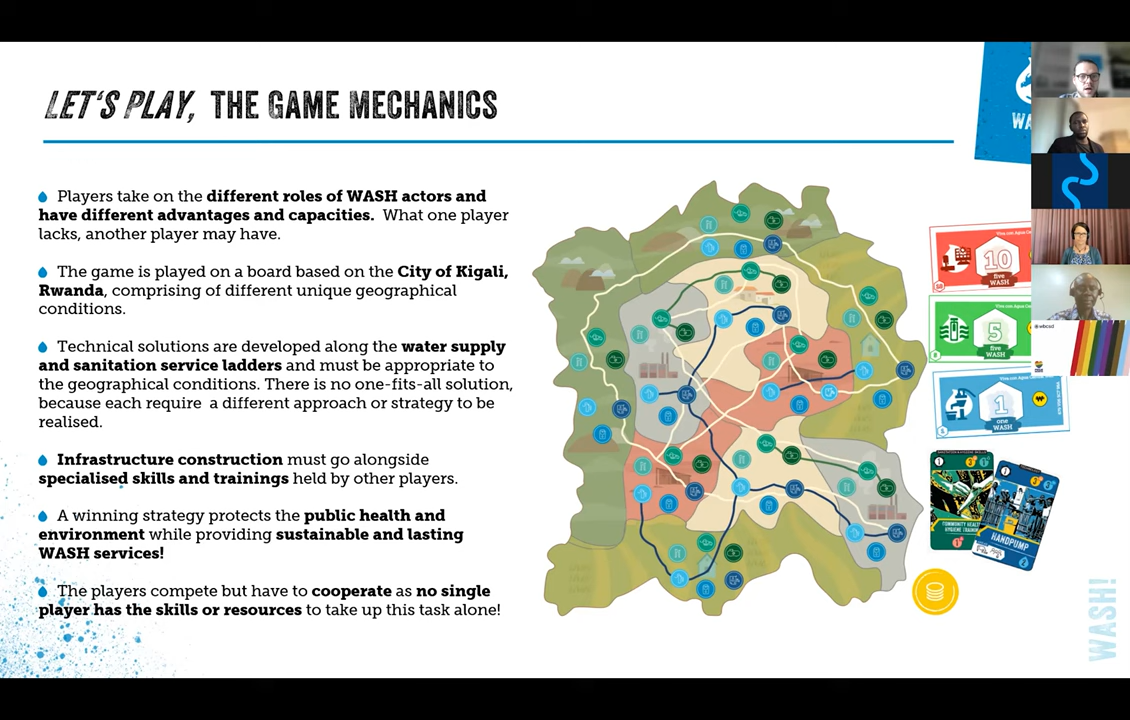 LET'S PLAY, THE GAME MECHANICS
Players take on the different roles of WASH actors and
have different advantages and capacities. What one player
lacks, another player may have.
The game is played on a board based on the City of Kigali,
Rwanda, comprising of different unique geographical
conditions.
Technical solutions are developed along the water supply
and sanitation service ladders and must be appropriate to
the geographical conditions. There is no one-fits-all solution,
because each require a different approach or strategy to be
realised.
Infrastructure construction must go alongside
specialised skills and trainings held by other players.
A winning strategy protects the public health and
environment while providing sustainable and lasting
WASH services!
The players compete but have to cooperate as no single
player has the skills or resources to take up this task alone!
WA
10
five
WASH
5
five
WASH
1
one
WASH
COMMUNITY HEALTH
HYGIENE TRAINING
HANDPUMP
WASH!
wbcsd